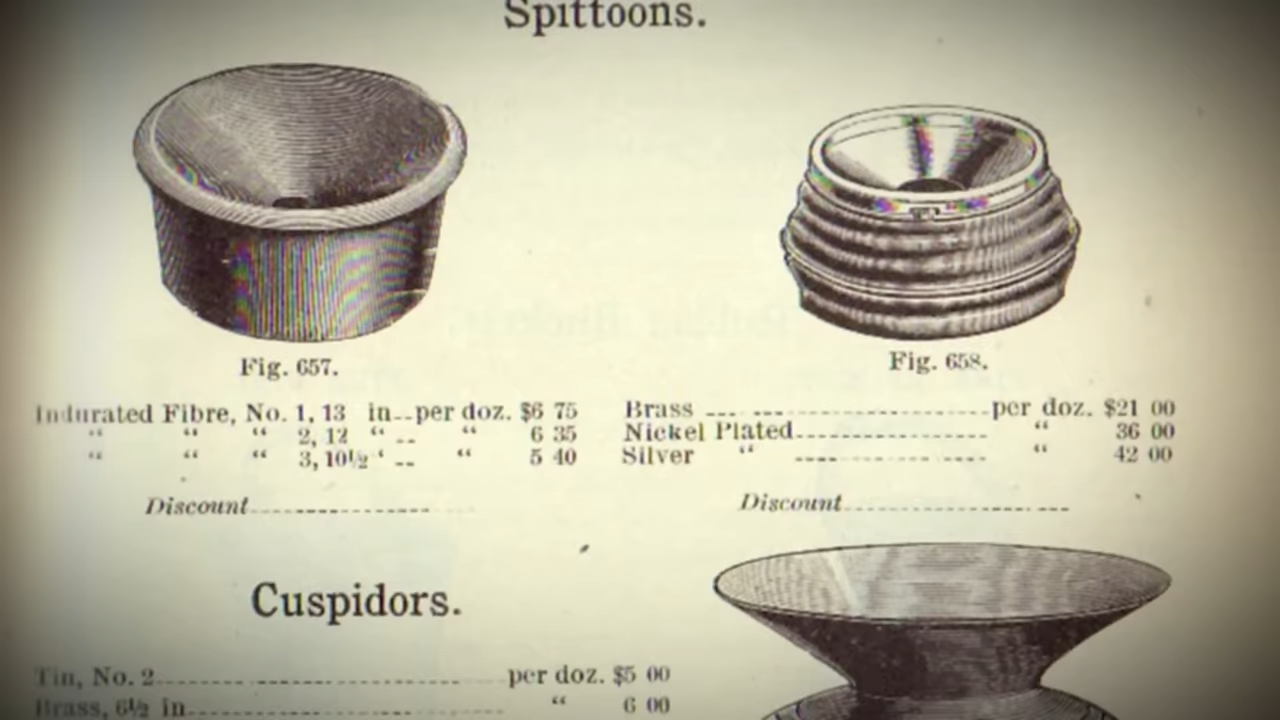 Spittoons.
Fig. 657.
Indurated Fibre, No. 1, 13 in--per doz. $6 75
“ “ “ 2, 12 “ -- “ 6 35
“ “ “ 3, 10½ “ -- “ 5 40
Discount
Fig. 658.
Brass per doz. $21 00
Nickel Plated “ 36 00
Silver “ “ 42 00
Discount
Cuspidors.
Tin, No. 2 per doz. $5 00
Brass, 6½ in “ 6 00